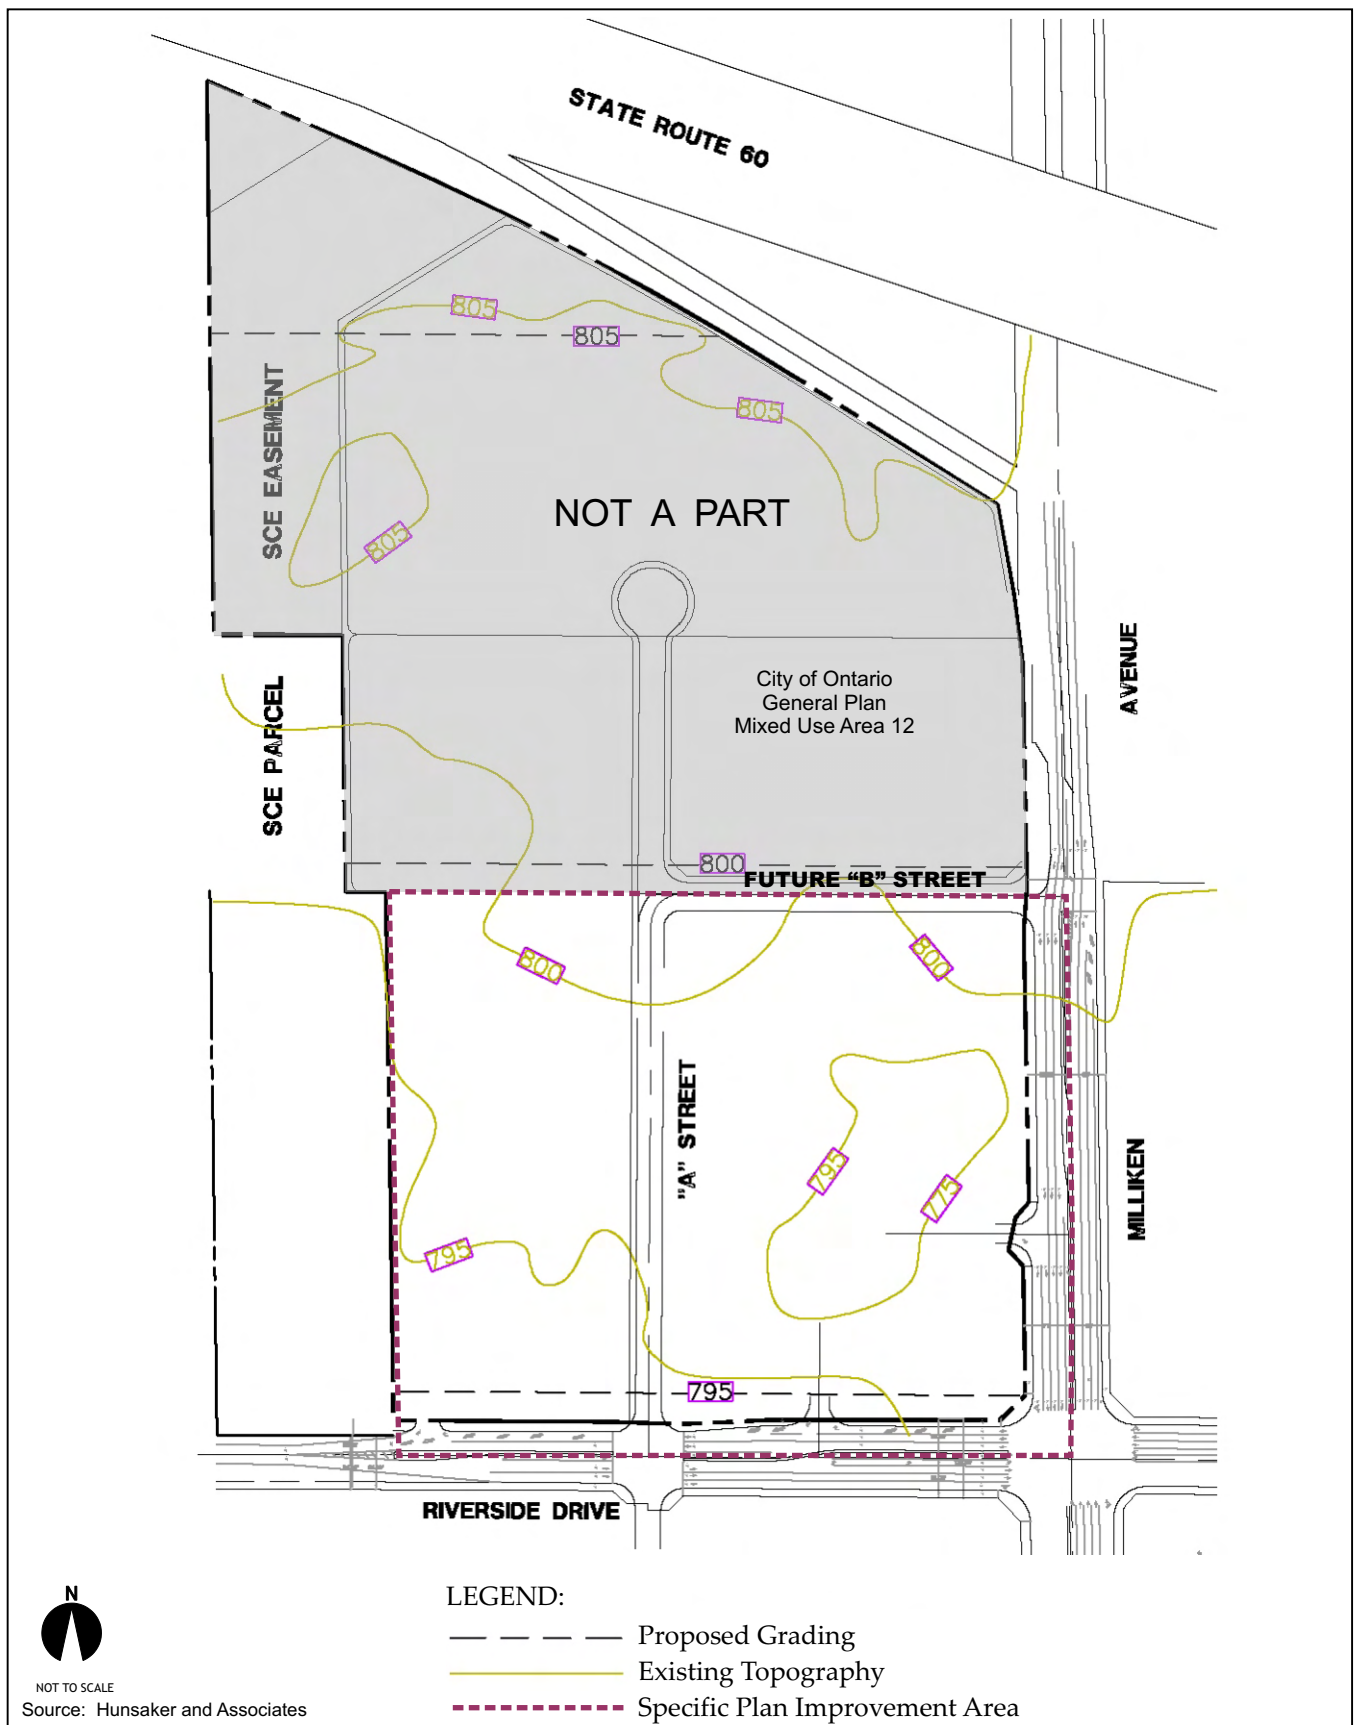 STATE ROUTE 60
805
805
805
SCE EASEMENT
805
NOT A PART
City of Ontario
General Plan
Mixed Use Area 12
AVENUE
SCE PARCEL
800
FUTURE “B” STREET
800
800
"A" STREET
795
775
MILLIKEN
795
795
RIVERSIDE DRIVE
N
NOT TO SCALE
Source: Hunsaker and Associates
LEGEND:
Proposed Grading
Existing Topography
Specific Plan Improvement Area